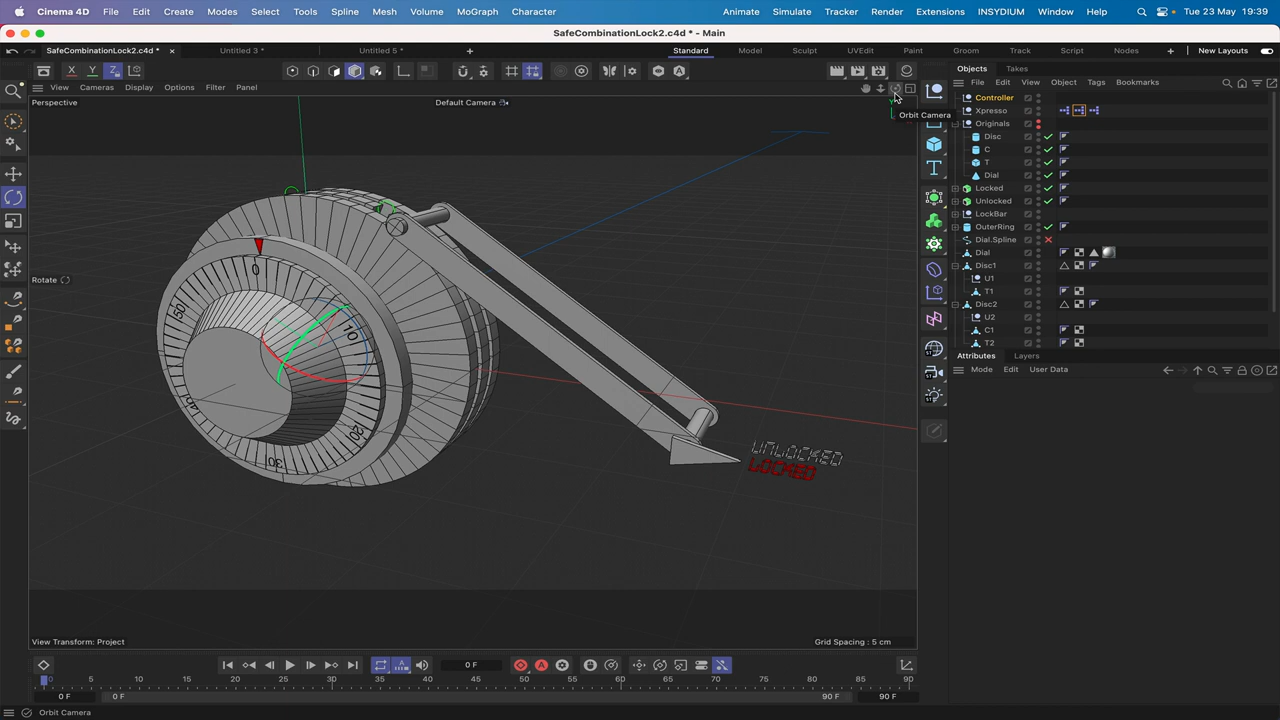 Cinema 4D File Edit Create Modes Select Tools Spline Mesh Volume MoGraph Character Animate Simulate Tracker Render Extensions INSYDIUM Window Help Tue 23 May 19:39
SafeCombinationLock2.c4d * - Main
SafeCombinationLock2.c4d * Untitled 3 * Untitled 5 * Standard Model Sculpt UVEdit Paint Groom Track Script Nodes New Layouts
X Y Z
Objects Takes
View Cameras Display Options Filter Panel
File Edit View Object Tags Bookmarks
Perspective
Default Camera
Orbit Camera
Controller
Xpresso
Originals
Disc
C
T
Dial
Locked
Unlocked
LockBar
OuterRing
Dial.Spline
Dial
Disc1
U1
T1
Disc2
U2
C1
T2
Rotate
0
10
20
30
50
UNLOCKED
LOCKED
Attributes Layers
Mode Edit User Data
View Transform: Project
Grid Spacing : 5 cm
0 F
0 5 10 15 20 25 30 35 40 45 50 55 60 65 70 75 80 85 90
0 F 0 F 90 F 90 F
Orbit Camera